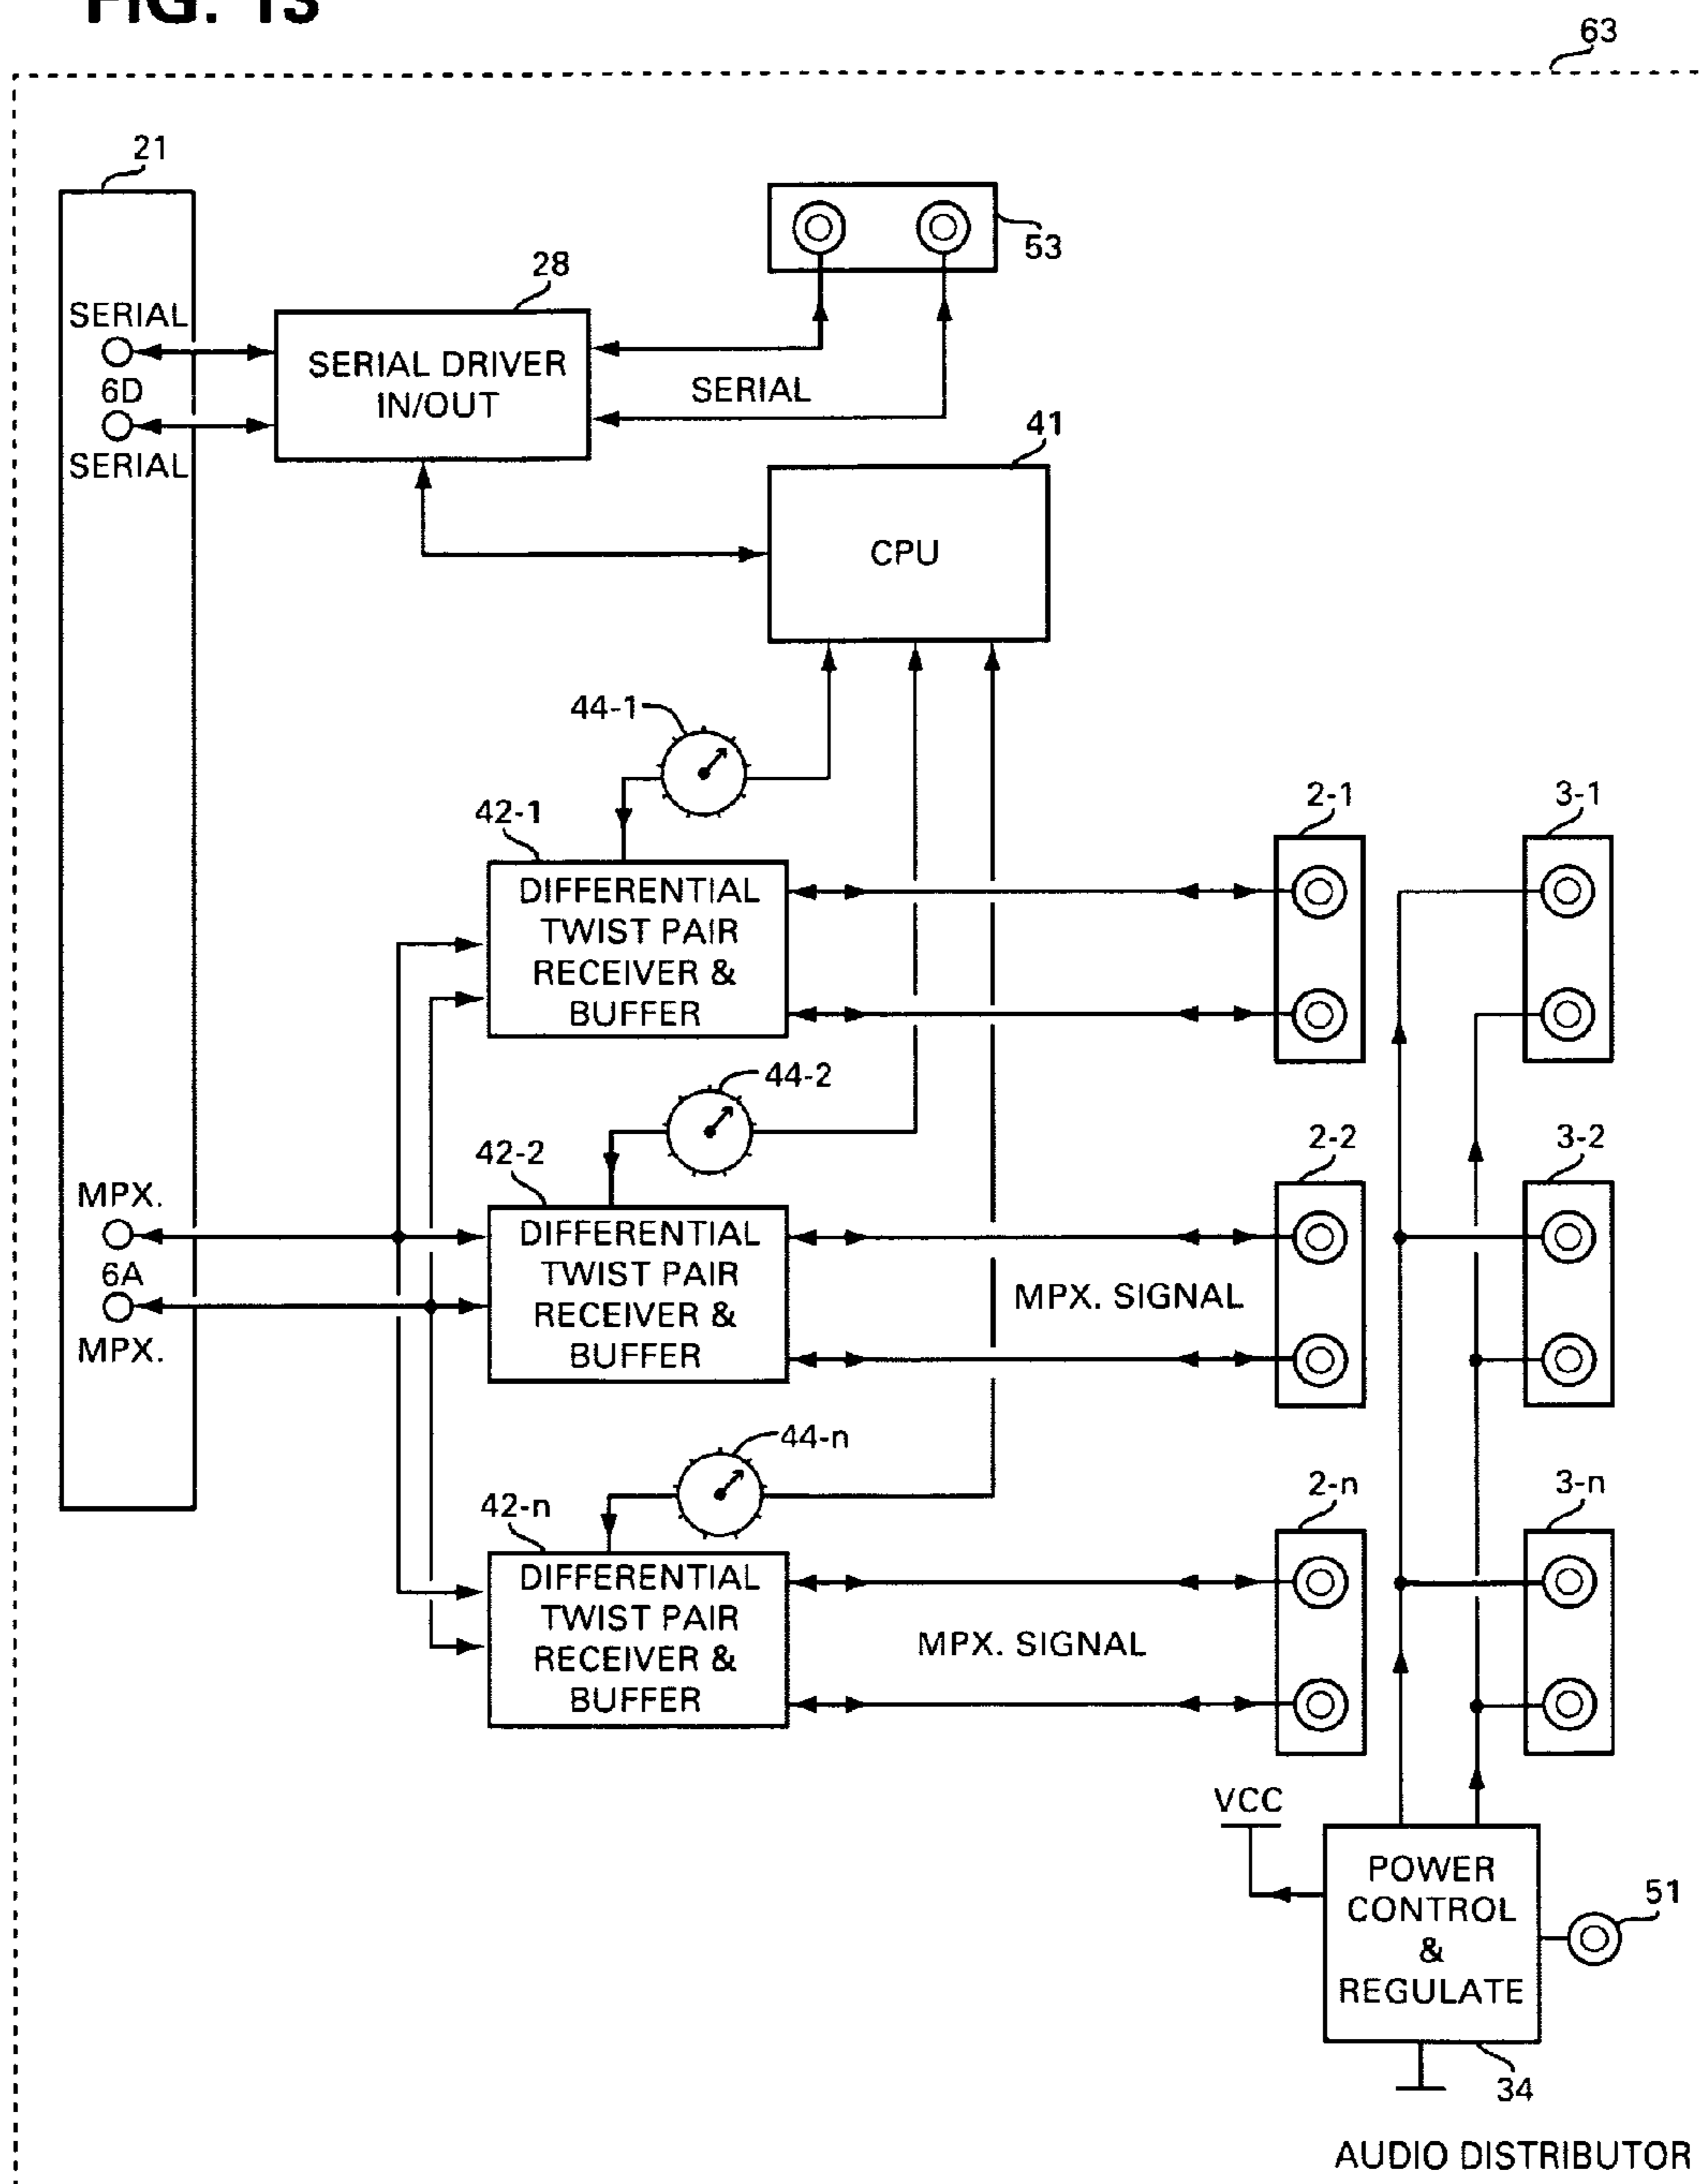 FIG. 13
63
21
53
28
SERIAL
6D
SERIAL
SERIAL DRIVER
IN/OUT
SERIAL
41
CPU
44-1
42-1
DIFFERENTIAL
TWIST PAIR
RECEIVER &
BUFFER
2-1
3-1
44-2
42-2
DIFFERENTIAL
TWIST PAIR
RECEIVER &
BUFFER
MPX.
6A
MPX.
MPX. SIGNAL
2-2
3-2
44-n
42-n
DIFFERENTIAL
TWIST PAIR
RECEIVER &
BUFFER
MPX. SIGNAL
2-n
3-n
VCC
POWER
CONTROL
&
REGULATE
51
34
AUDIO DISTRIBUTOR